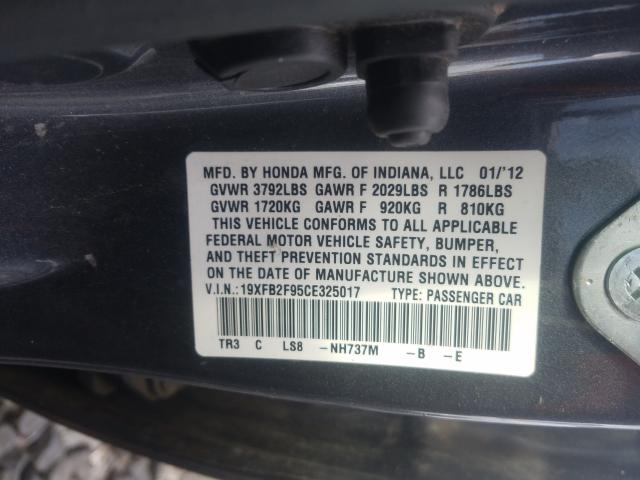 MFD. BY HONDA MFG. OF INDIANA, LLC 01/'12
GVWR 3792LBS GAWR F 2029LBS R 1786LBS
GVWR 1720KG GAWR F 920KG R 810KG
THIS VEHICLE CONFORMS TO ALL APPLICABLE
FEDERAL MOTOR VEHICLE SAFETY, BUMPER,
AND THEFT PREVENTION STANDARDS IN EFFECT
ON THE DATE OF MANUFACTURE SHOWN ABOVE.
V.I.N.:19XFB2F95CE325017 TYPE: PASSENGER CAR
TR3 C LS8 -NH737M -B -E